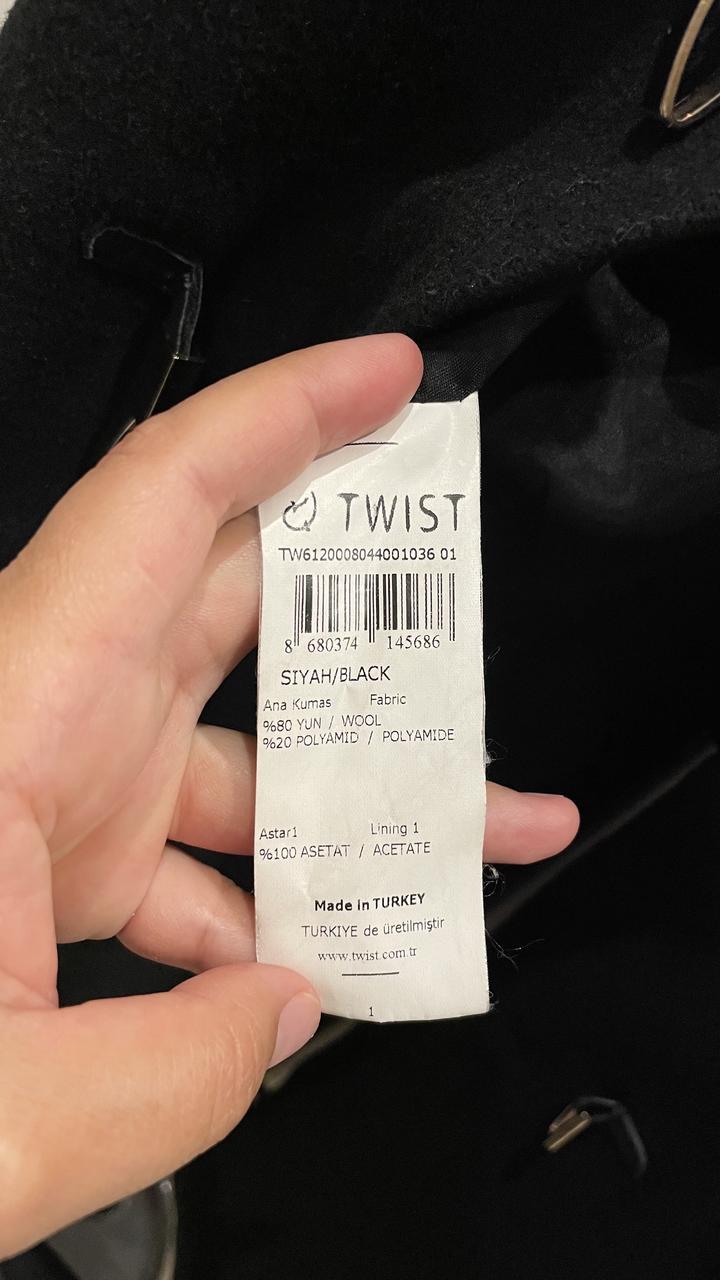 TWIST
TW6120008044001036 01
8 680374 145686
SIYAH/BLACK
Ana Kumas Fabric
%80 YUN / WOOL
%20 POLYAMID / POLYAMIDE
Astar1 Lining 1
%100 ASETAT / ACETATE
Made in TURKEY
TURKIYE de üretilmiştir
www.twist.com.tr
1